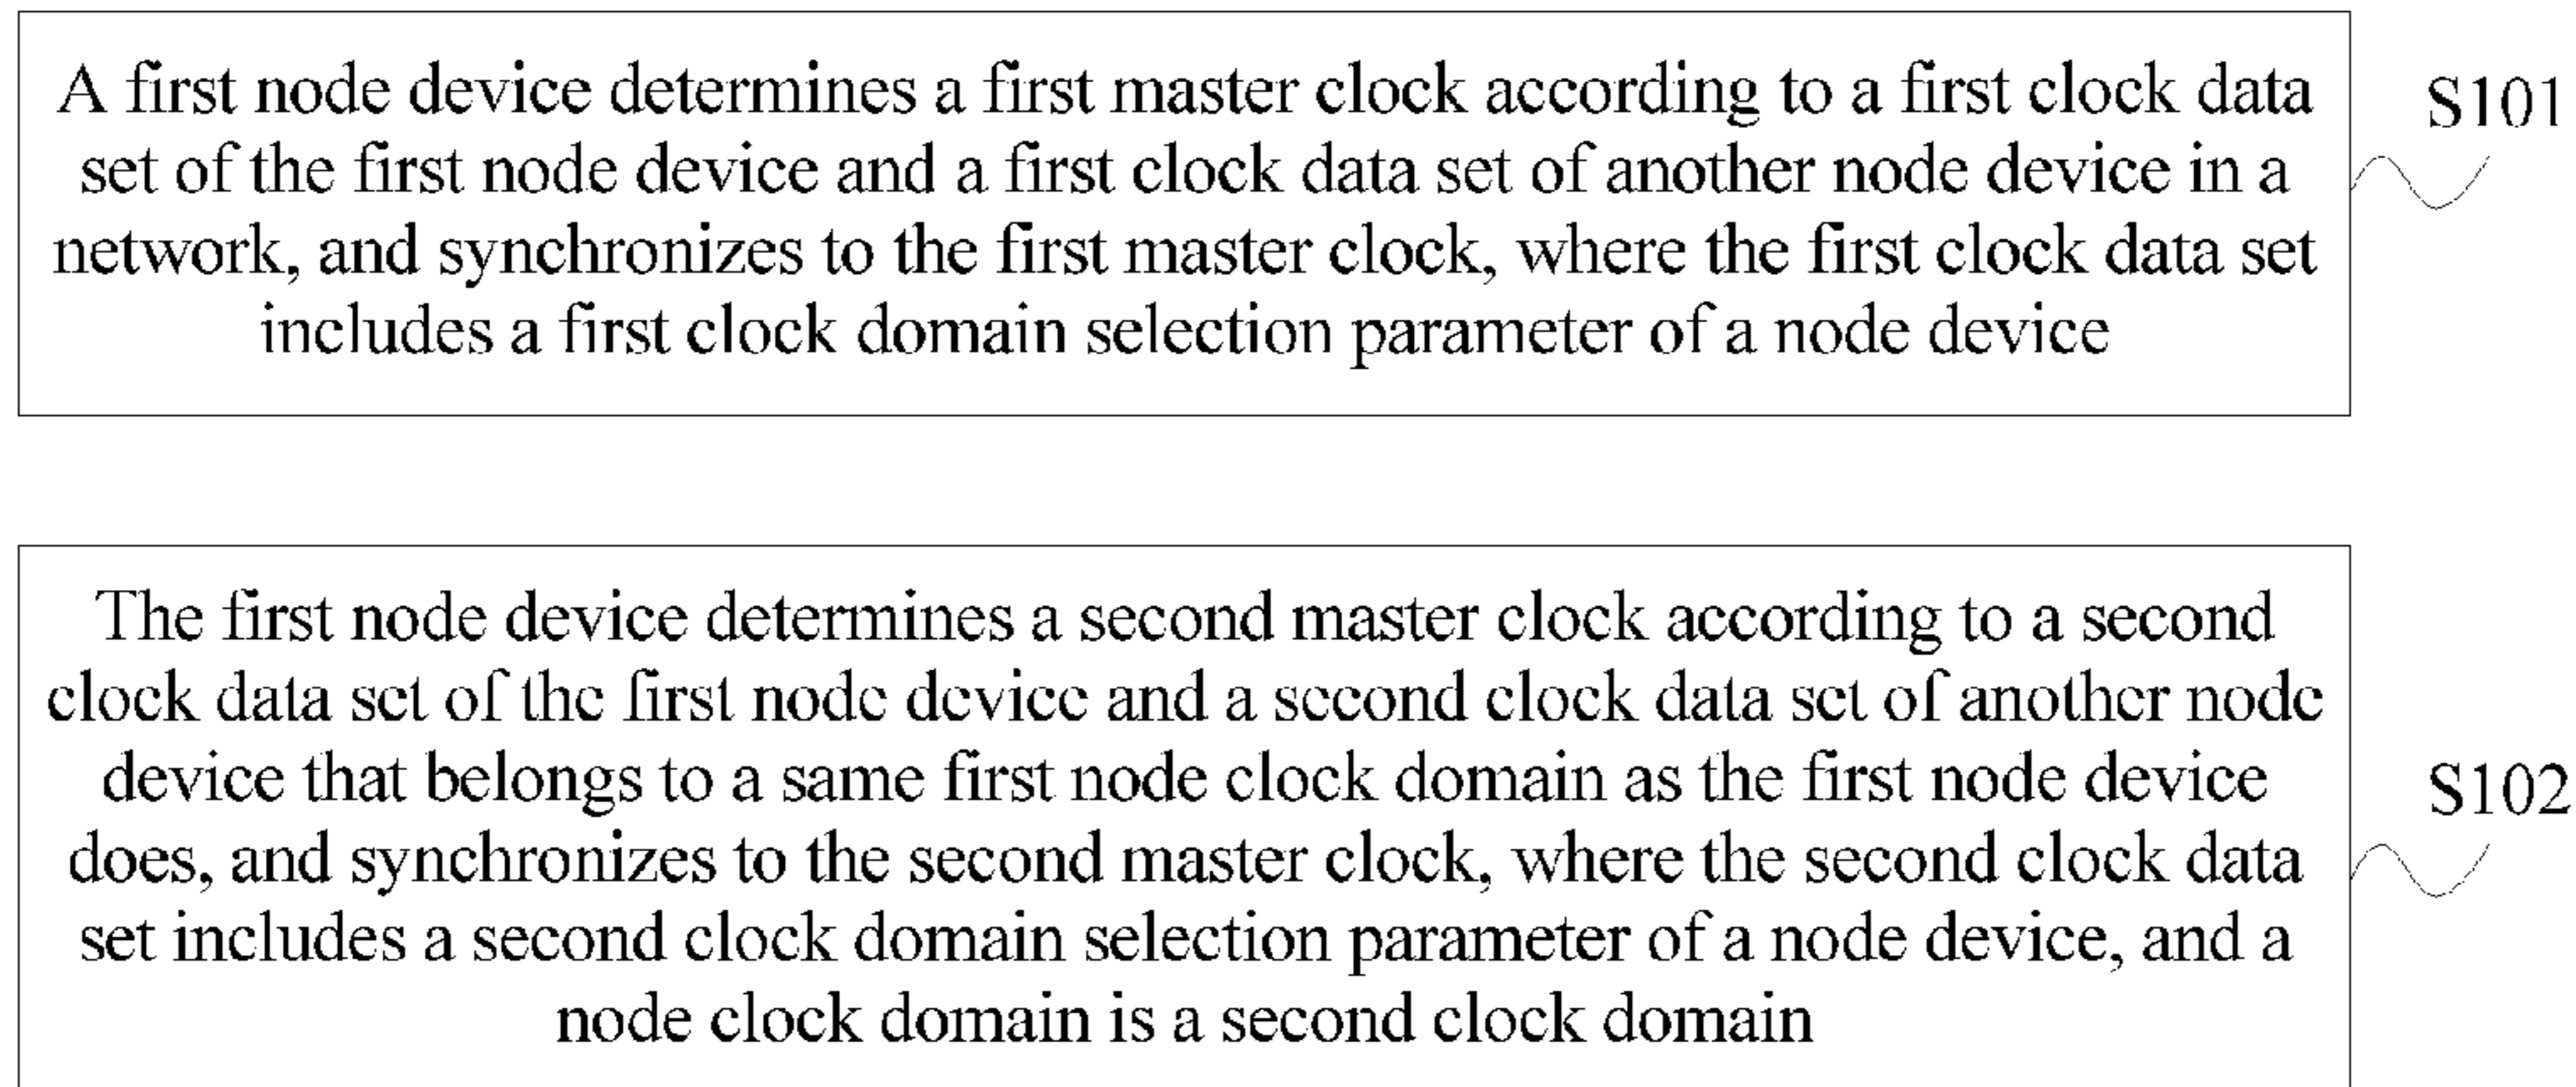 A first node device determines a first master clock according to a first clock data
set of the first node device and a first clock data set of another node device in a
network, and synchronizes to the first master clock, where the first clock data set
includes a first clock domain selection parameter of a node device
S101
The first node device determines a second master clock according to a second
clock data set of the first node device and a second clock data set of another node
device that belongs to a same first node clock domain as the first node device
does, and synchronizes to the second master clock, where the second clock data
set includes a second clock domain selection parameter of a node device, and a
node clock domain is a second clock domain
S102